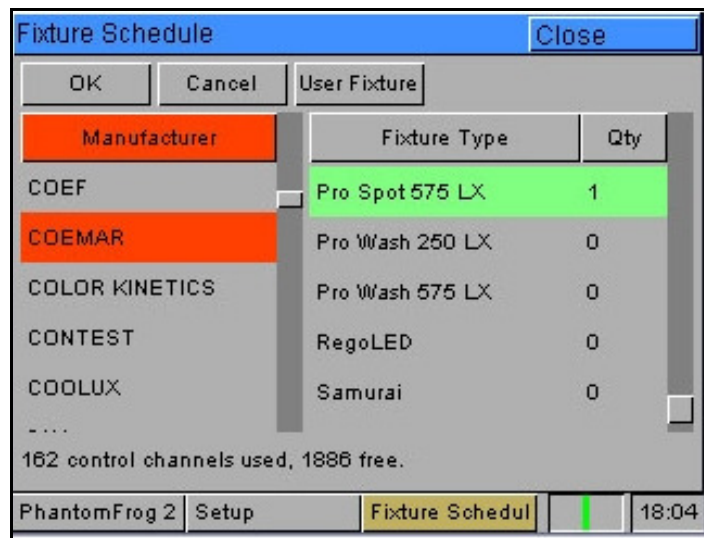 Fixture Schedule Close
OK Cancel User Fixture
Manufacturer Fixture Type Qty
COEF Pro Spot 575 LX 1
COEMAR Pro Wash 250 LX 0
COLOR KINETICS Pro Wash 575 LX 0
CONTEST RegoLED 0
COOLUX Samurai 0
162 control channels used, 1886 free.
PhantomFrog 2 Setup Fixture Schedul 18:04